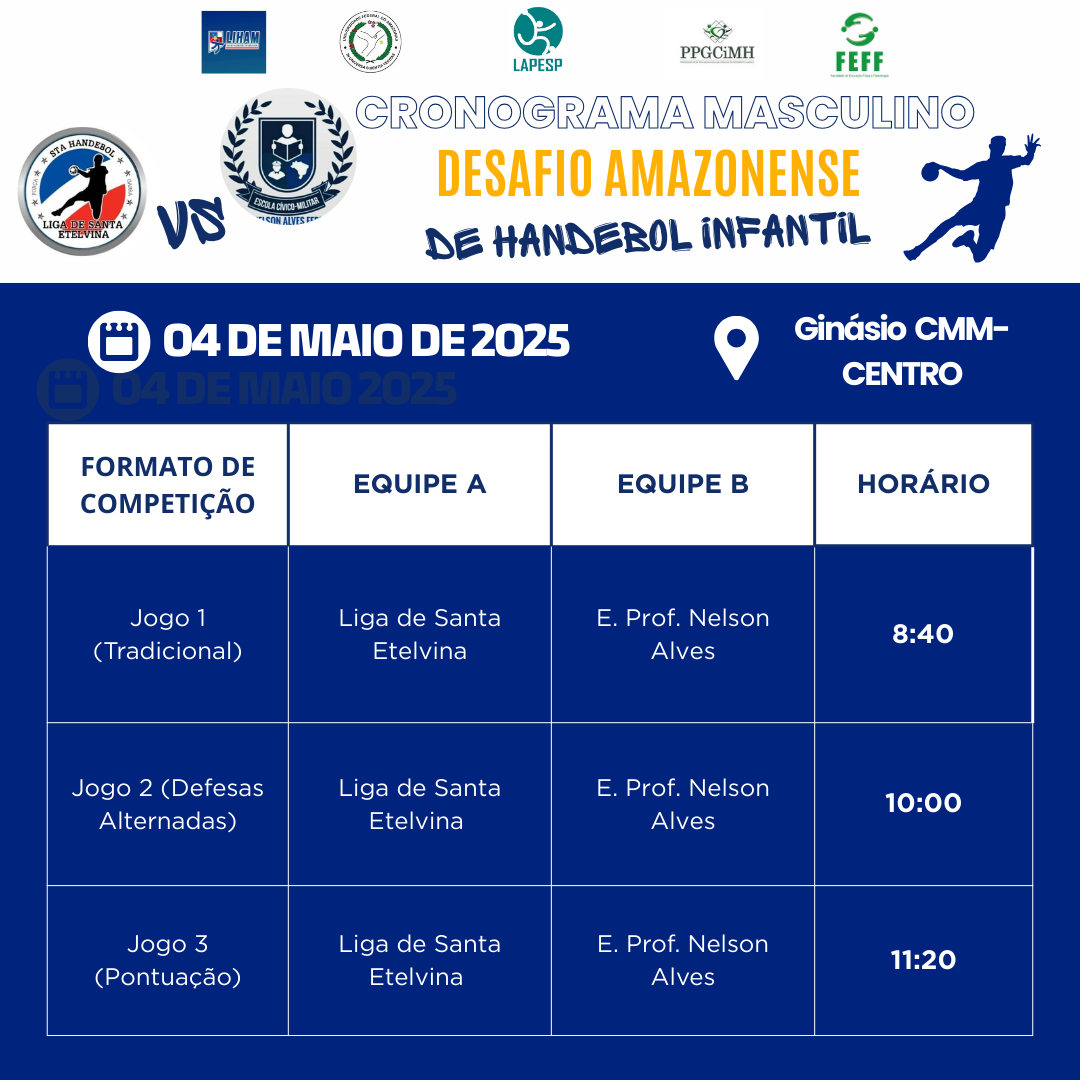 LIHAM
UNIVERSIDADE FEDERAL DO AMAZONAS
LAPESP
PPGCiMH
FEFF
CRONOGRAMA MASCULINO
STA HANDEBOL
LIGA DE SANTA
ETELVINA
VS
ESCOLA CÍVICO-MILITAR
DESAFIO AMAZONENSE
DE HANDEBOL INFANTIL
04 DE MAIO DE 2025
04 DE MAIO 2025
Ginásio CMM-
CENTRO
FORMATO DE
COMPETIÇÃO
EQUIPE A
EQUIPE B
HORÁRIO
Jogo 1
(Tradicional)
Liga de Santa
Etelvina
E. Prof. Nelson
Alves
8:40
Jogo 2 (Defesas
Alternadas)
Liga de Santa
Etelvina
E. Prof. Nelson
Alves
10:00
Jogo 3
(Pontuação)
Liga de Santa
Etelvina
E. Prof. Nelson
Alves
11:20